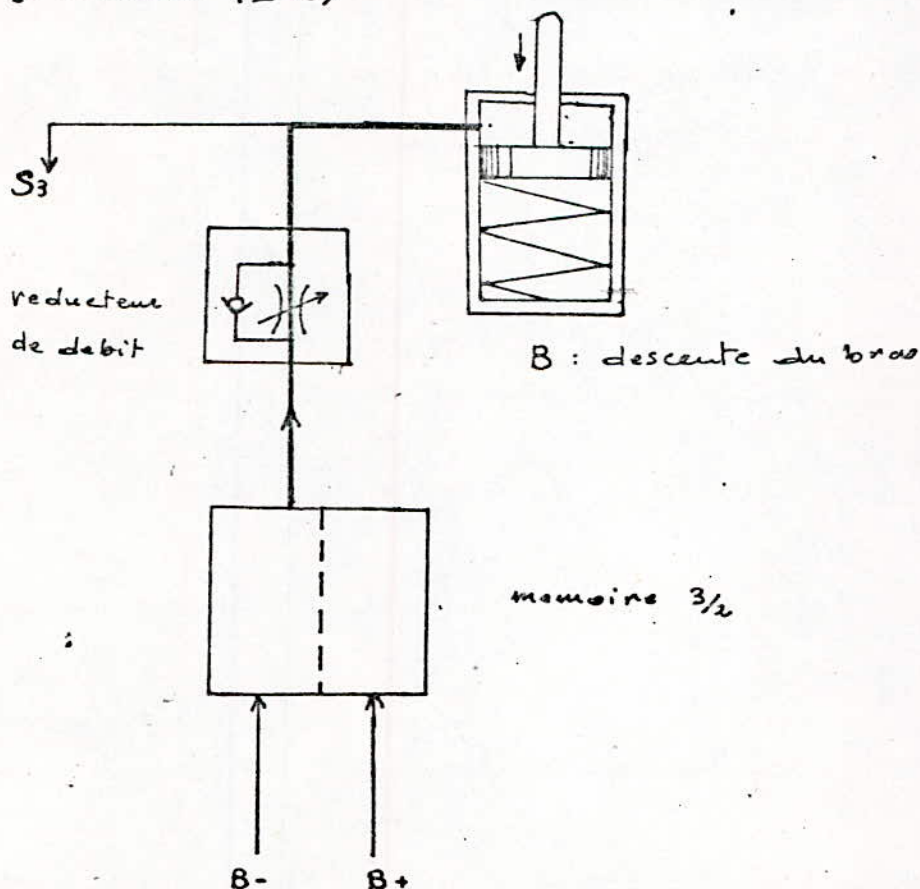 S3
reducteur
de debit
B : descente du bras
memoire 3/2
B-
B+